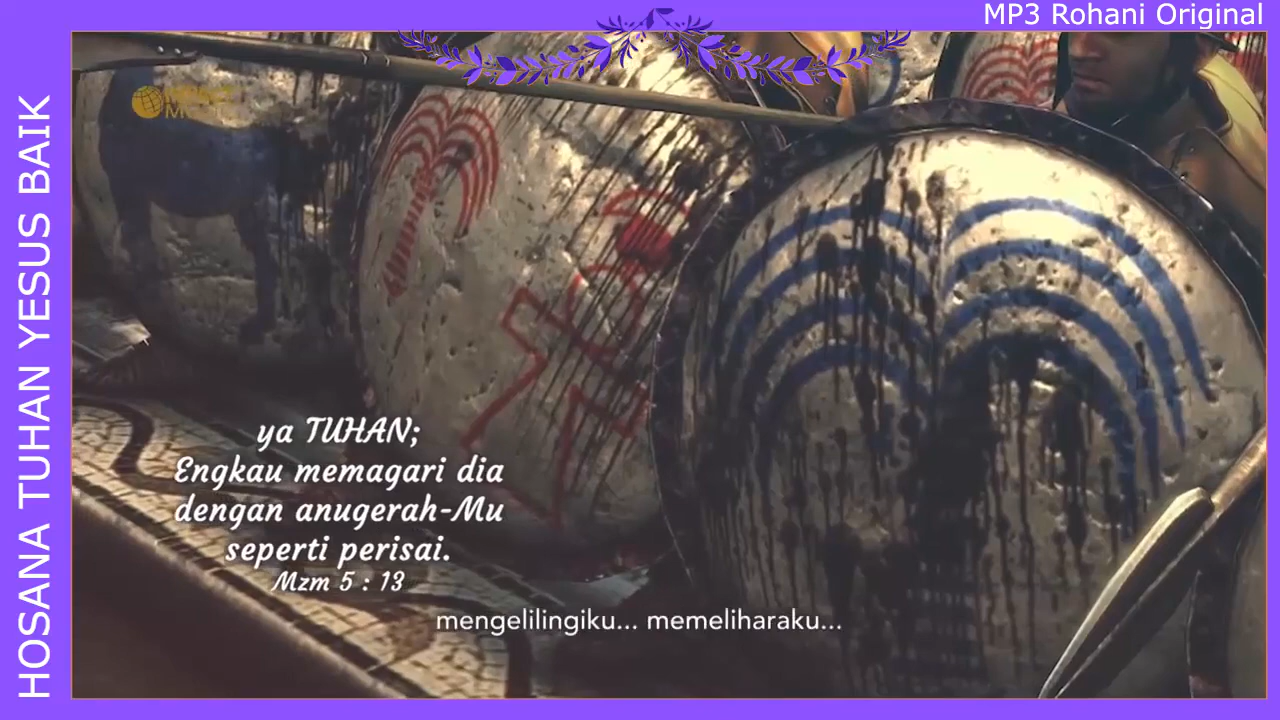 MP3 Rohani Original
HOSANA TUHAN YESUS BAIK
ya TUHAN;
Engkau memagari dia
dengan anugerah-Mu
seperti perisai.
Mzm 5 : 13
mengelilingiku... memeliharaku...